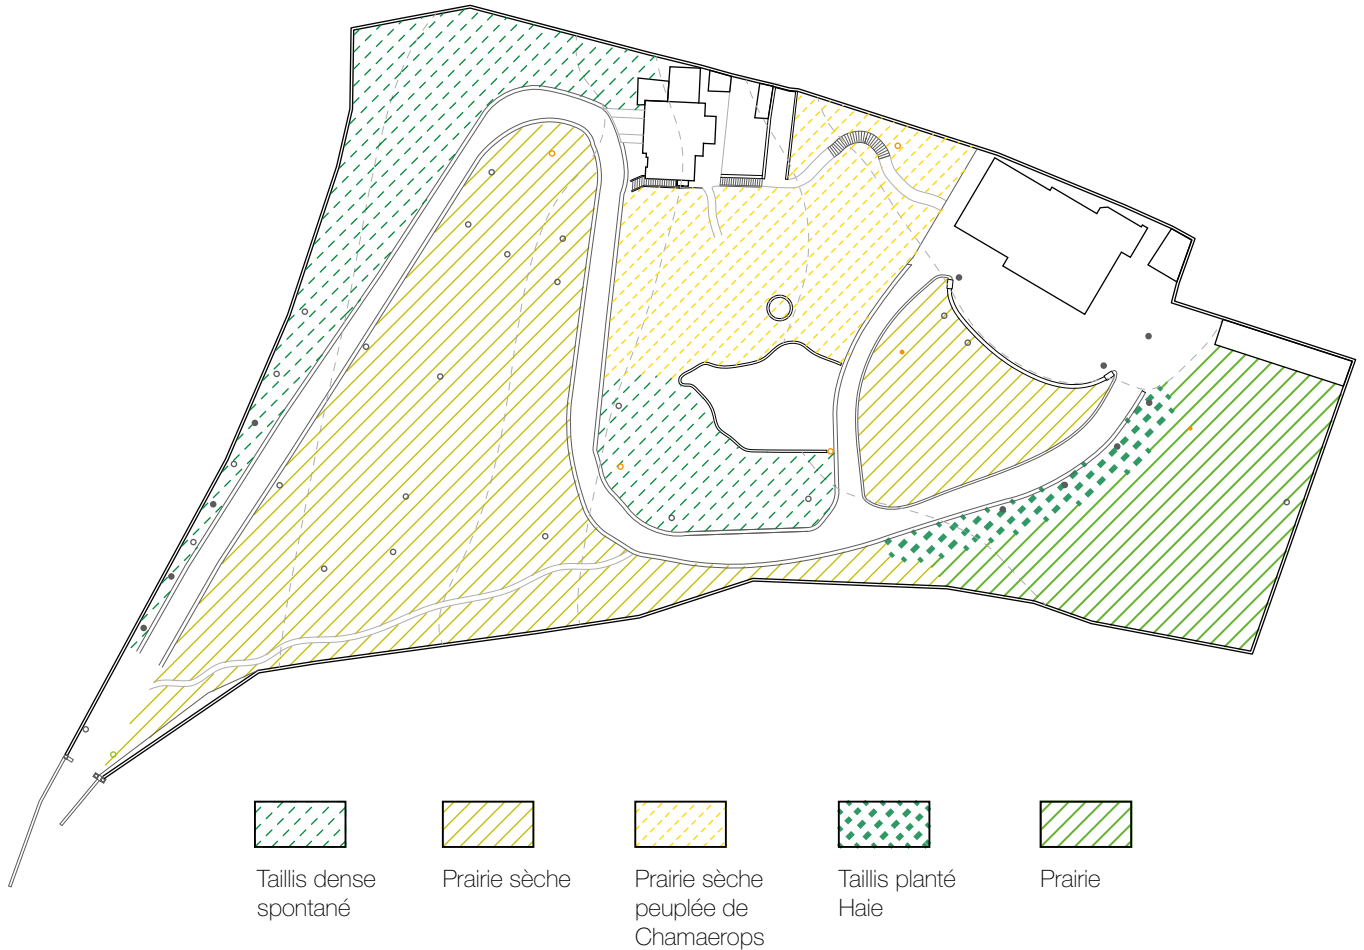 Taillis dense
spontané
Prairie sèche
Prairie sèche
peuplée de
Chamaerops
Taillis planté
Haie
Prairie